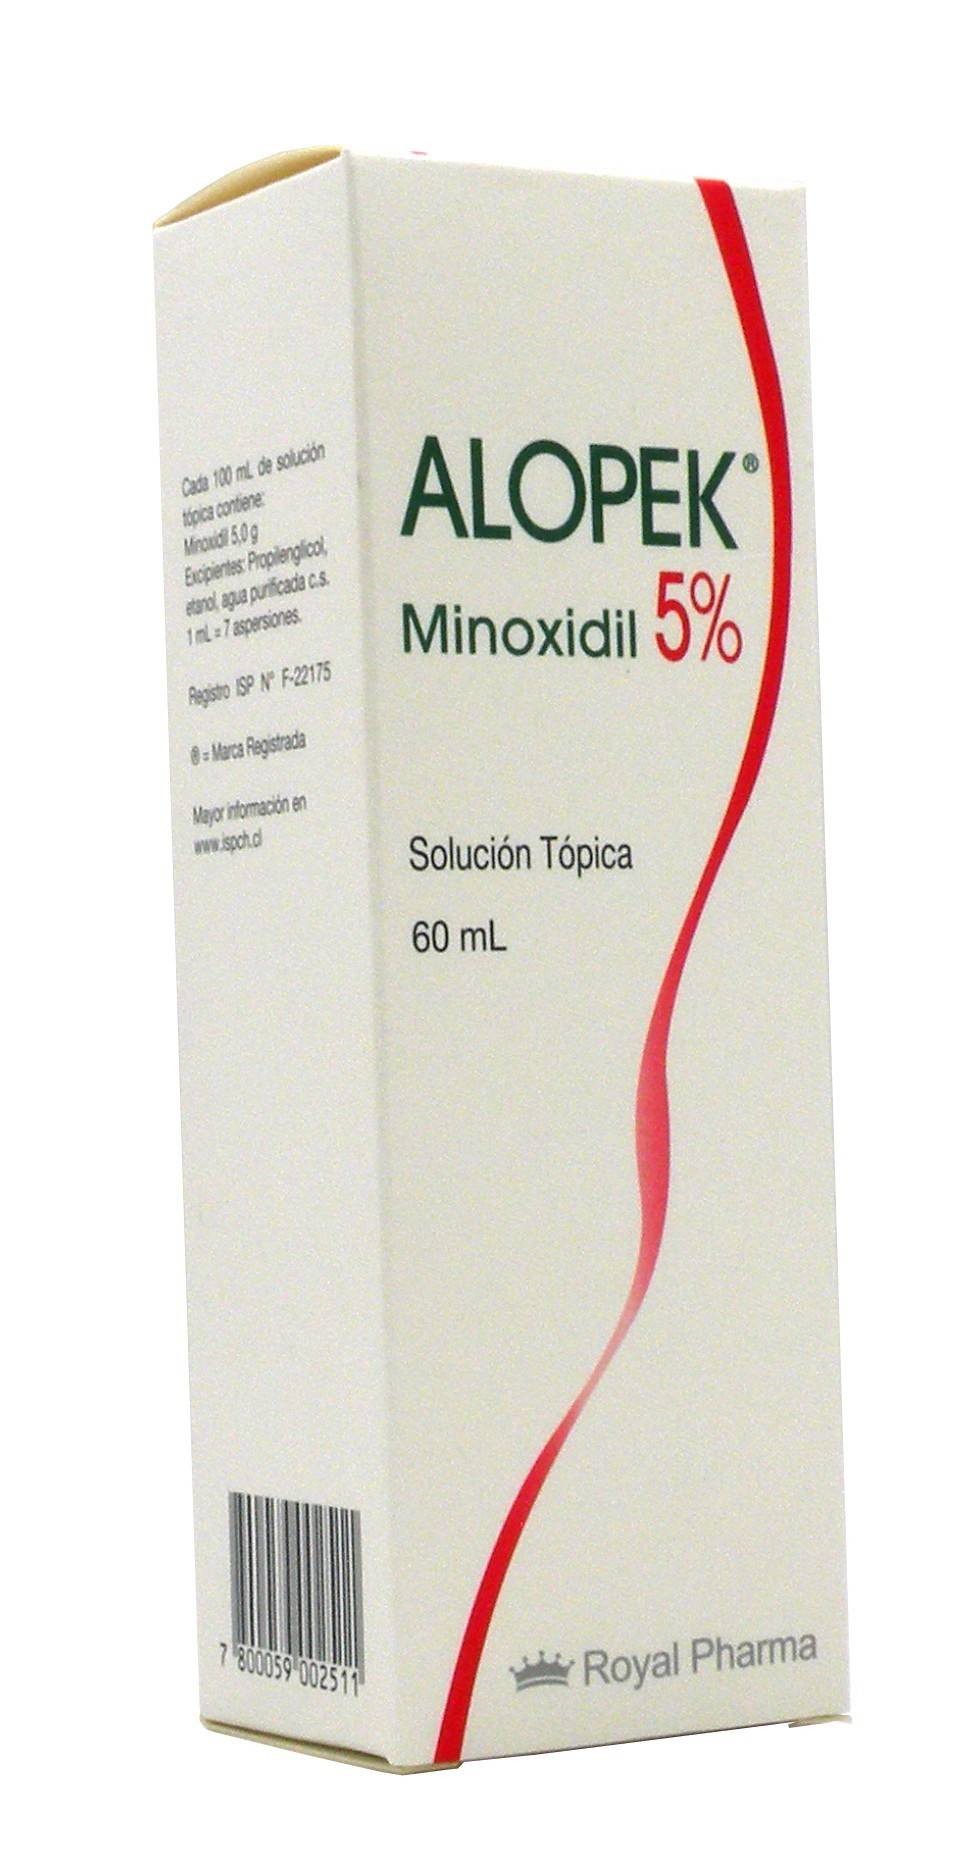 Cada 100 mL de solución
tópica contiene:
Minoxidil 5,0 g
Excipientes: Propilenglicol,
etanol, agua purificada c.s.
1 mL = 7 aspersiones.
Registro ISP N° F-22175
® = Marca Registrada
Mayor información en
www.ispch.cl
7 800059 002511
ALOPEK®
Minoxidil 5%
Solución Tópica
60 mL
Royal Pharma